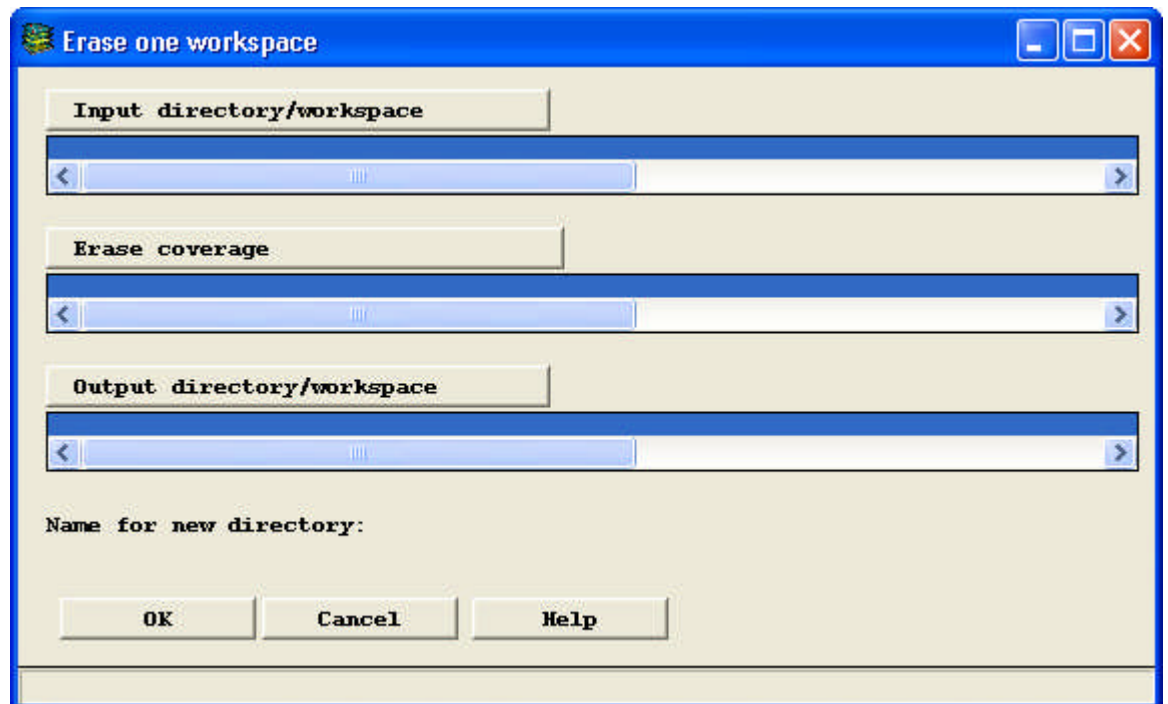 Erase one workspace
Input directory/workspace
Erase coverage
Output directory/workspace
Name for new directory:
OK Cancel Help